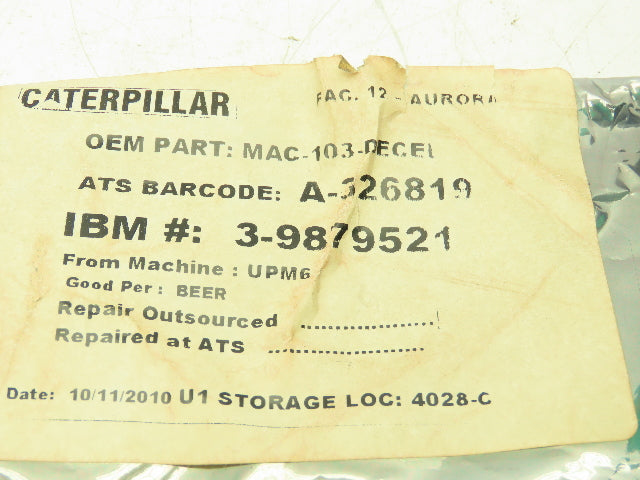 CATERPILLAR FAC. 12 - AURORA
OEM PART: MAC-103-DECEL
ATS BARCODE: A-326819
IBM #: 3-9879521
From Machine : UPM6
Good Per : BEER
Repair Outsourced
Repaired at ATS
Date: 10/11/2010 U1 STORAGE LOC: 4028-C